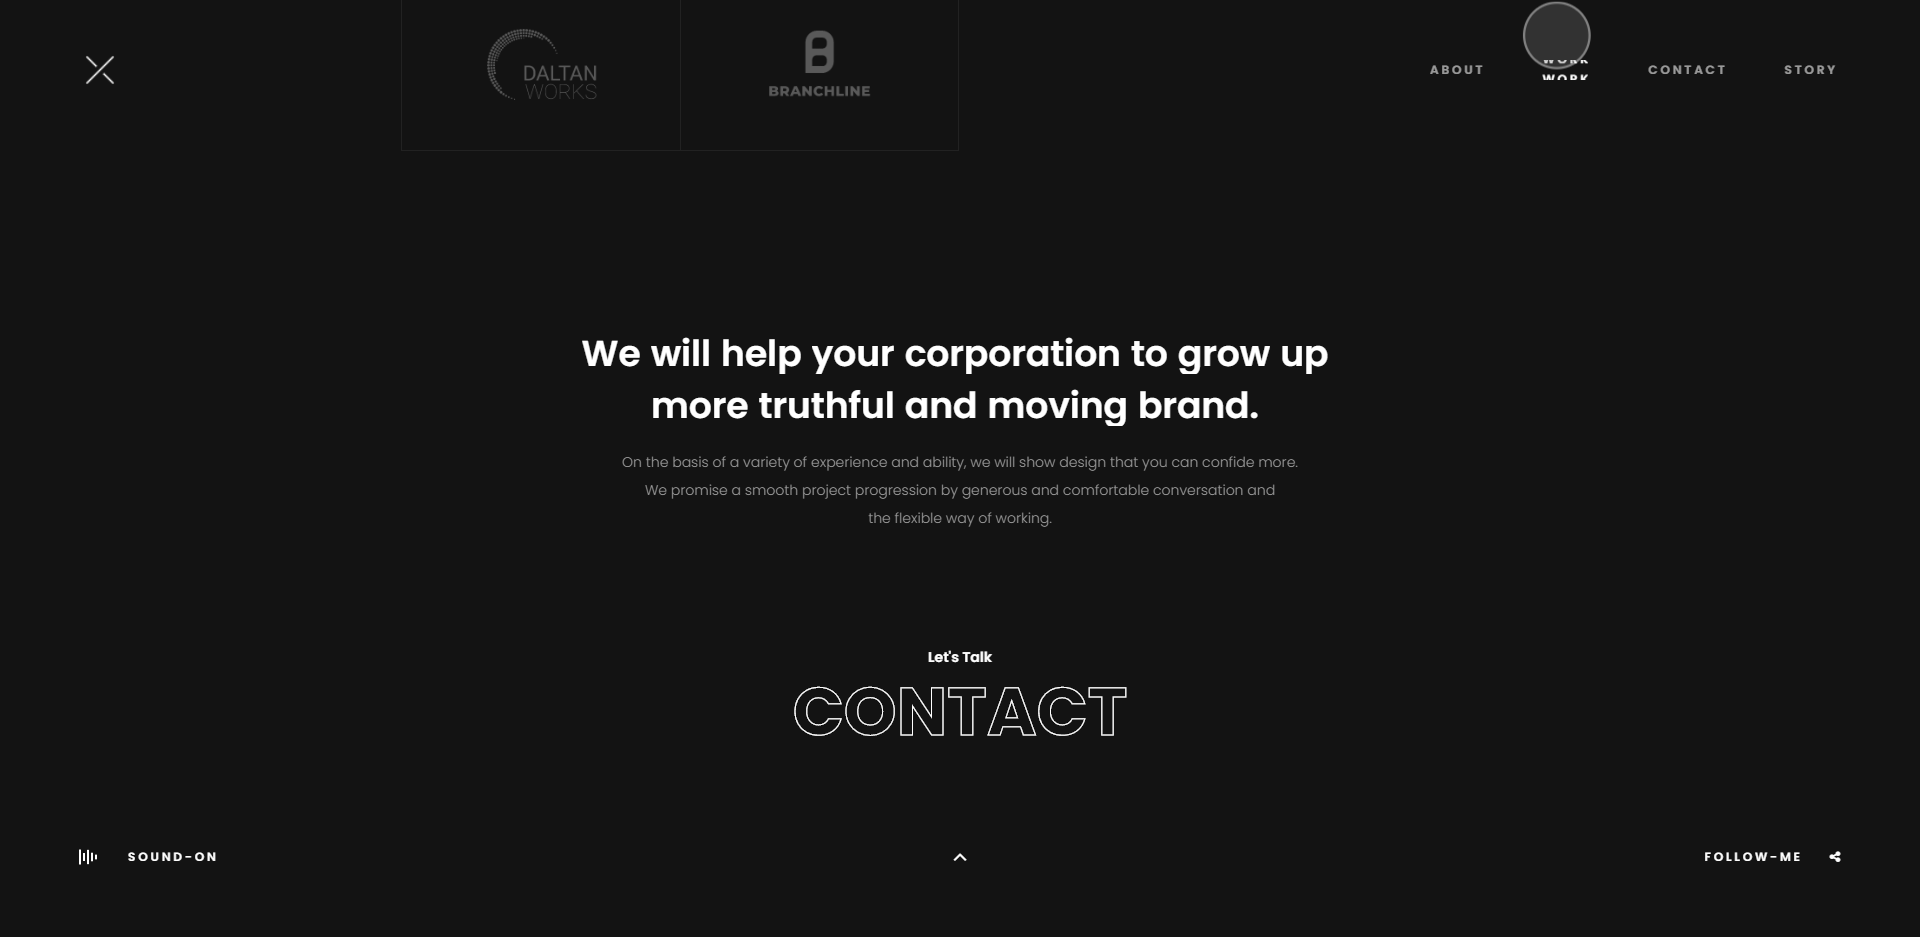 DALTAN
WORKS
BRANCHLINE
ABOUT
WORK
WORK
CONTACT
STORY
We will help your corporation to grow up
more truthful and moving brand.
On the basis of a variety of experience and ability, we will show design that you can confide more.
We promise a smooth project progression by generous and comfortable conversation and
the flexible way of working.
Let's Talk
CONTACT
SOUND-ON
FOLLOW-ME